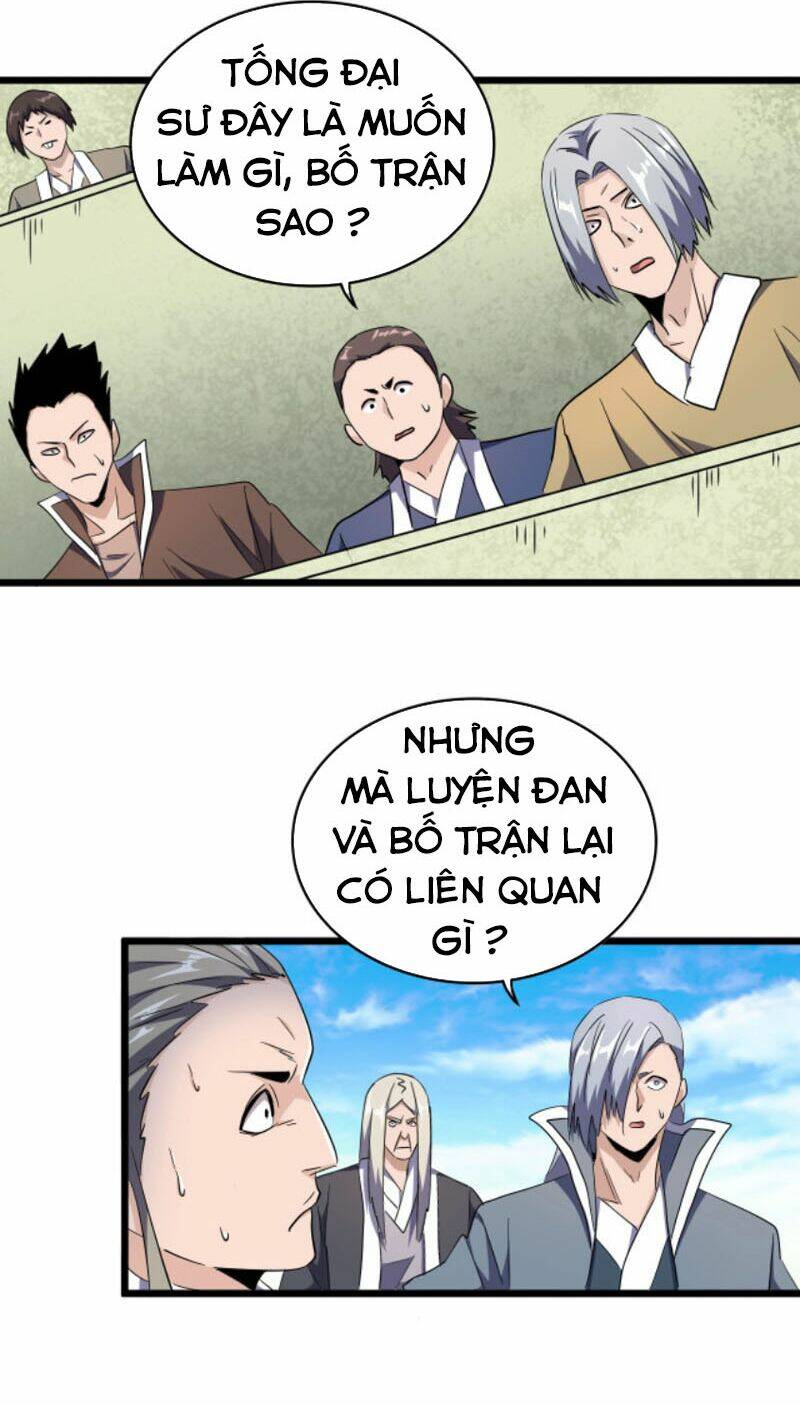 TỐNG ĐẠI
SƯ ĐÂY LÀ MUỐN
LÀM GÌ, BỐ TRẬN
SAO ?
NHƯNG
MÀ LUYỆN ĐAN
VÀ BỐ TRẬN LẠI
CÓ LIÊN QUAN
GÌ ?